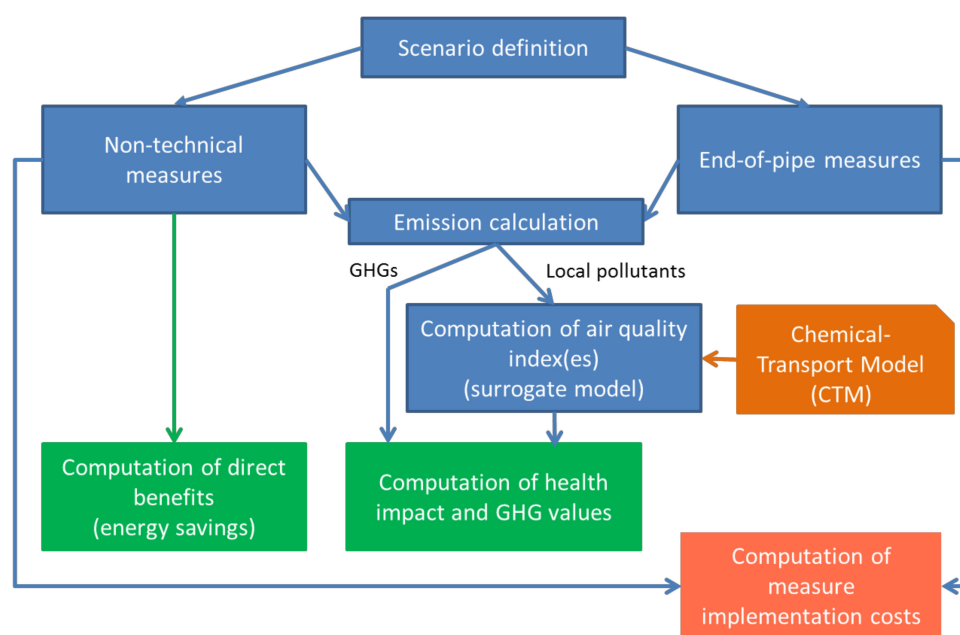 Scenario definition
Non-technical
measures
End-of-pipe measures
Emission calculation
GHGs
Local pollutants
Computation of air quality
index(es)
(surrogate model)
Chemical-
Transport Model
(CTM)
Computation of direct
benefits
(energy savings)
Computation of health
impact and GHG values
Computation of
measure
implementation costs